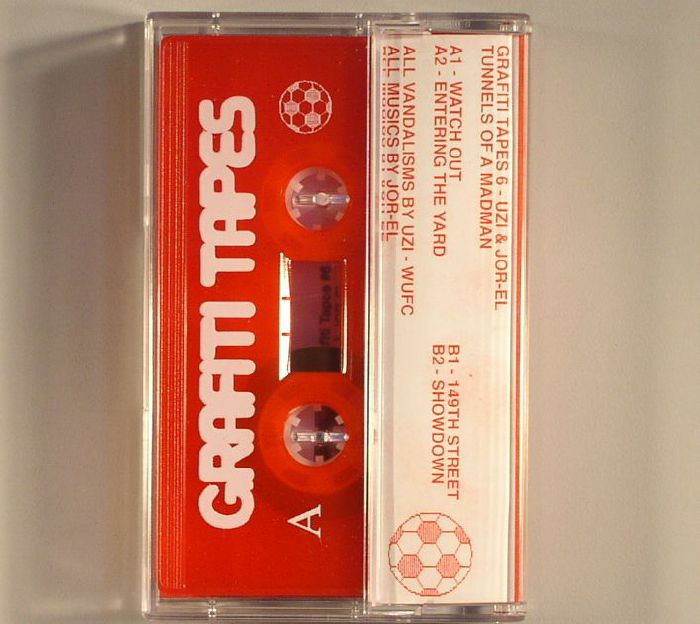 GRAFITI TAPES
A
GRAFITI TAPES 6 - UZI & JOR-EL
TUNNELS OF A MADMAN
A1 - WATCH OUT
A2 - ENTERING THE YARD
ALL VANDALISMS BY UZI - WUFC
ALL MUSICS BY JOR-EL
B1 - 149TH STREET
B2 - SHOWDOWN